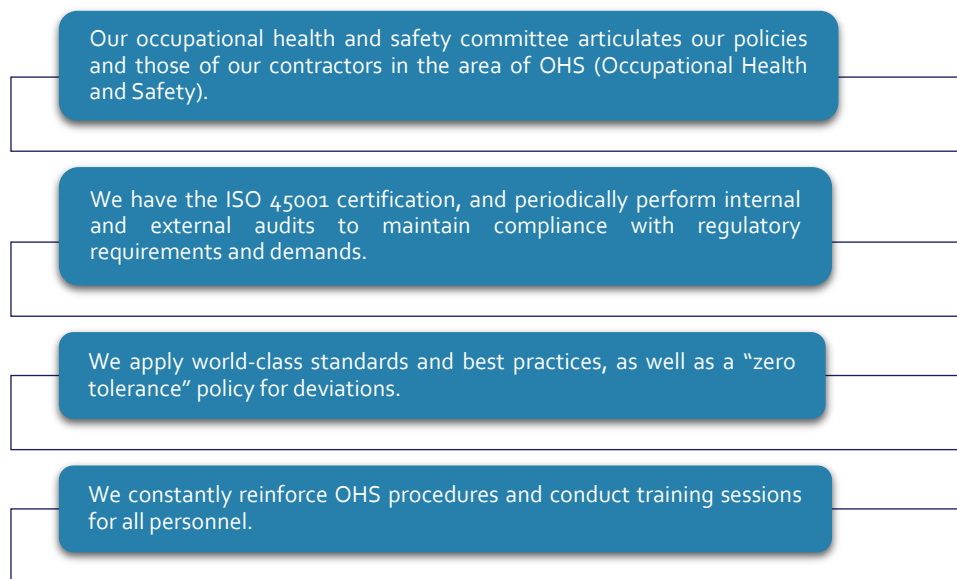 Our occupational health and safety committee articulates our policies
and those of our contractors in the area of OHS (Occupational Health
and Safety).
We have the ISO 45001 certification, and periodically perform internal
and external audits to maintain compliance with regulatory
requirements and demands.
We apply world-class standards and best practices, as well as a “zero
tolerance” policy for deviations.
We constantly reinforce OHS procedures and conduct training sessions
for all personnel.